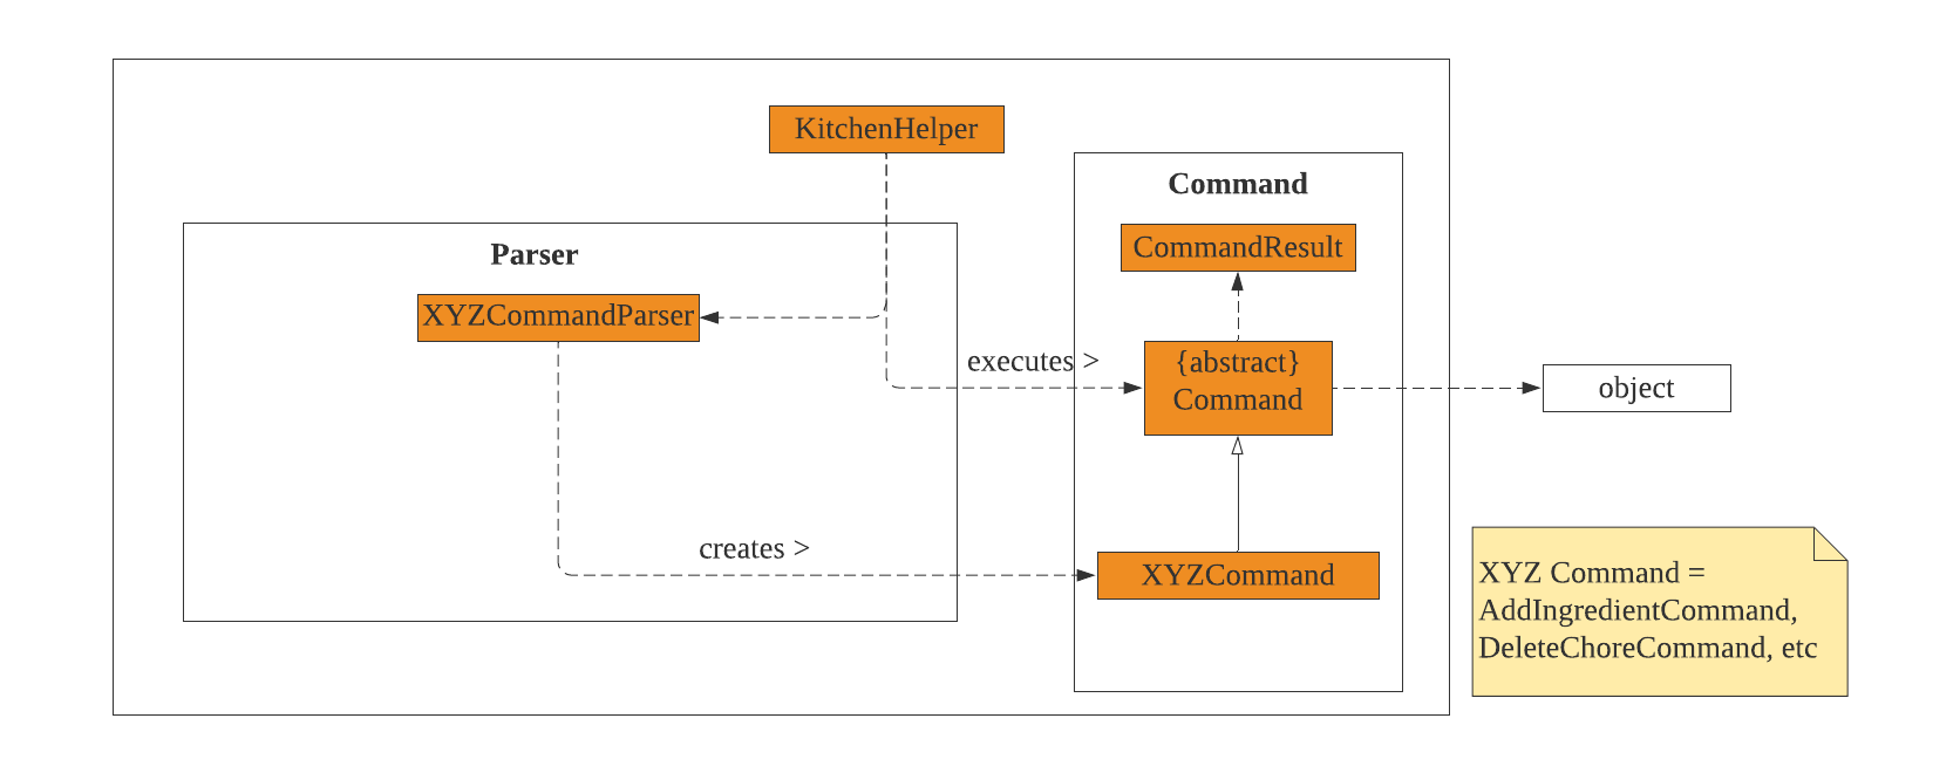 KitchenHelper
Command
CommandResult
Parser
XYZCommandParser
executes >
{abstract}
Command
object
creates >
XYZCommand
XYZ Command =
AddIngredientCommand,
DeleteChoreCommand, etc